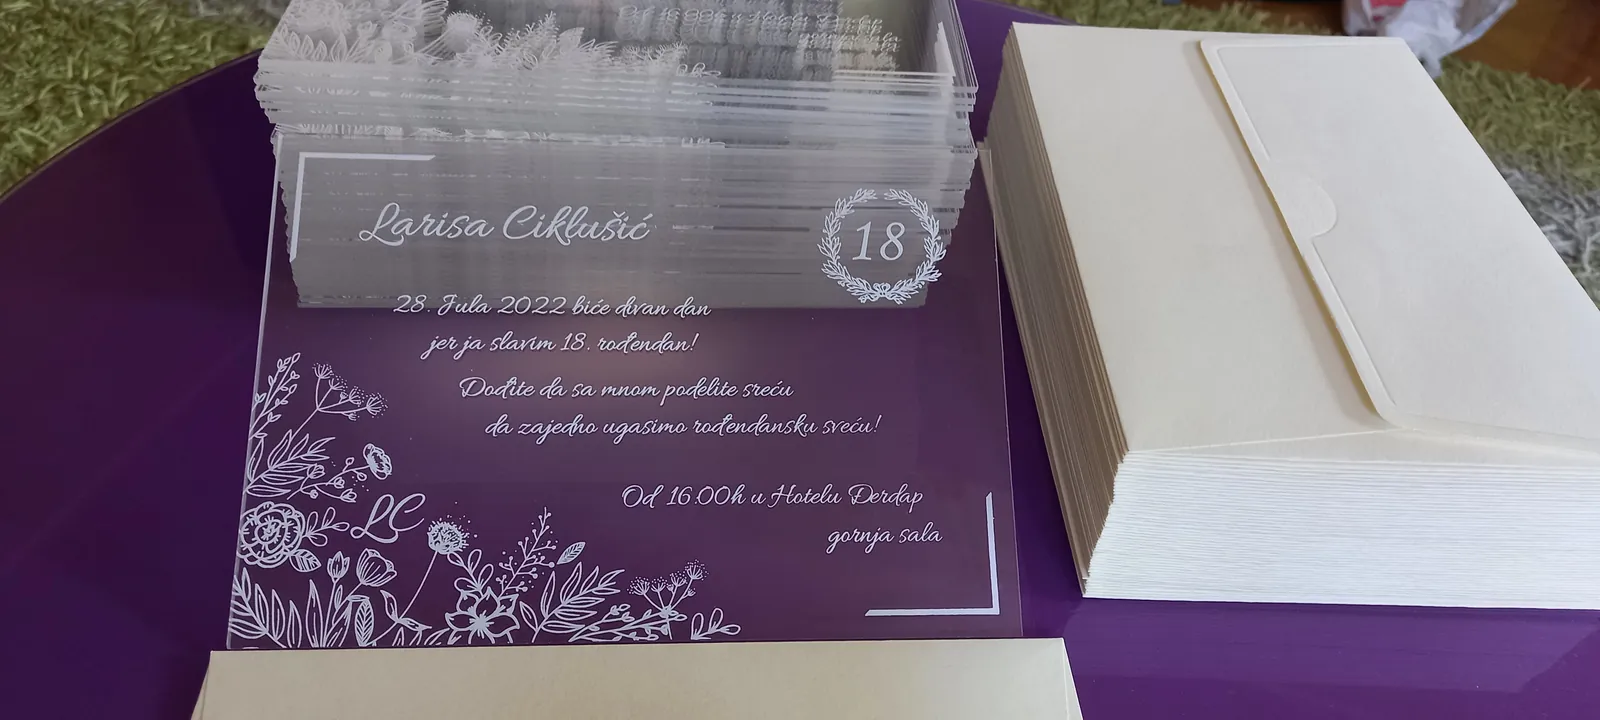 Larisa Ciklušić
18
28. Jula 2022 biće divan dan
jer ja slavim 18. rođendan!
Dođite da sa mnom podelite sreću
da zajedno ugasimo rođendansku sveću!
Od 16:00h u Hotelu Đerdap
gornja sala
LC